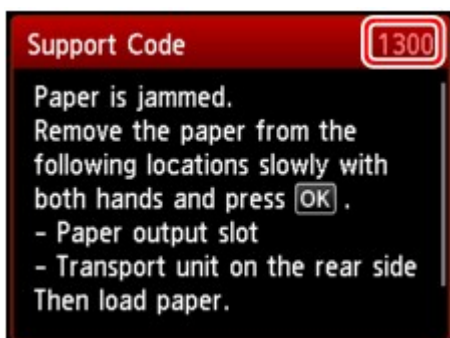 Support Code 1300
Paper is jammed.
Remove the paper from the
following locations slowly with
both hands and press OK .
- Paper output slot
- Transport unit on the rear side
Then load paper.